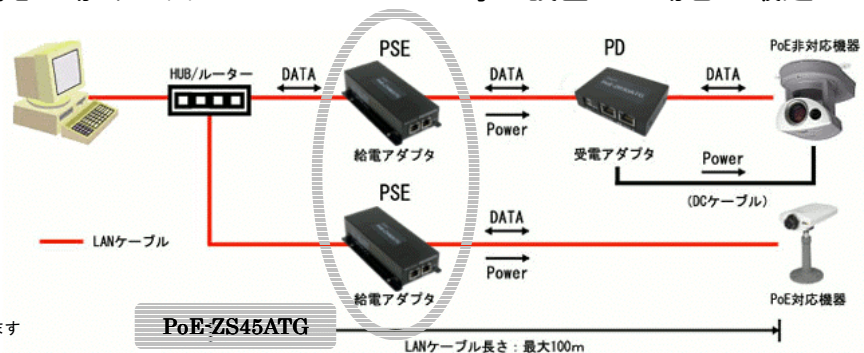 PSE
PD
PoE非対応機器
HUB/ルーター
DATA
DATA
DATA
Power
給電アダプタ
受電アダプタ
Power
(DCケーブル)
PSE
DATA
LANケーブル
Power
給電アダプタ
PoE対応機器
ます
PoE-ZS45ATG
LANケーブル長さ：最大100m